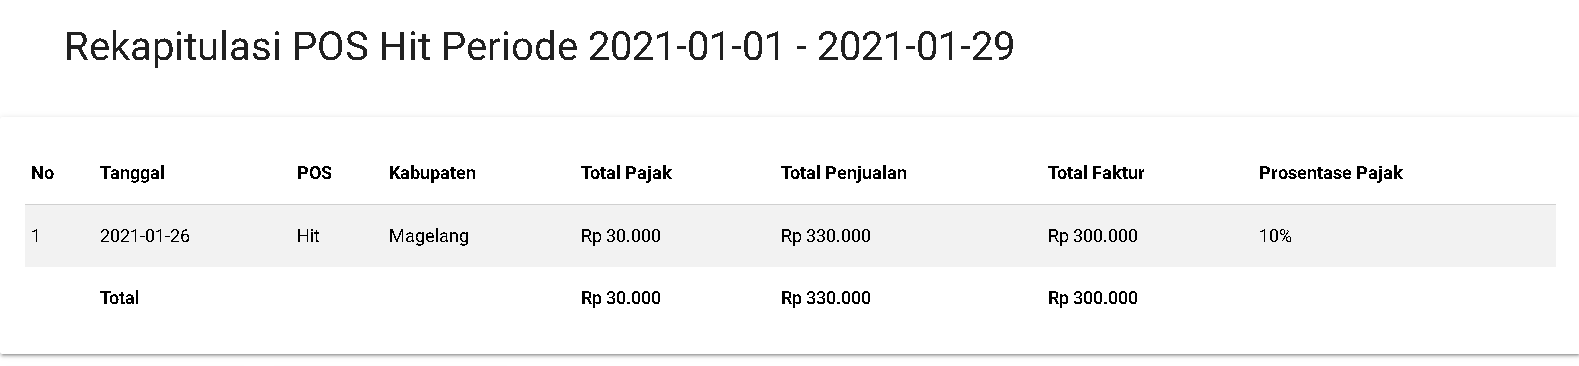 Rekapitulasi POS Hit Periode 2021-01-01 - 2021-01-29
No Tanggal POS Kabupaten Total Pajak Total Penjualan Total Faktur Prosentase Pajak
1 2021-01-26 Hit Magelang Rp 30.000 Rp 330.000 Rp 300.000 10%
Total Rp 30.000 Rp 330.000 Rp 300.000